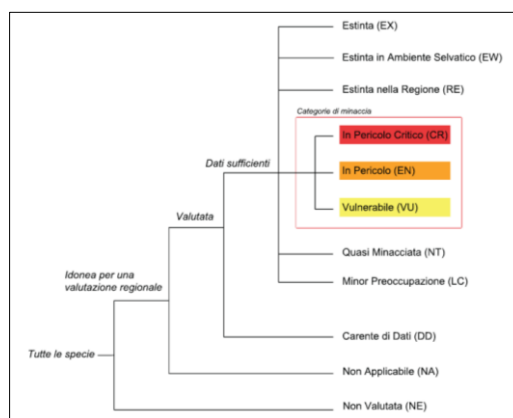 Estinta (EX)
Estinta in Ambiente Selvatico (EW)
Estinta nella Regione (RE)
Categorie di minaccia
In Pericolo Critico (CR)
Dati sufficienti
In Pericolo (EN)
Vulnerabile (VU)
Valutata
Quasi Minacciata (NT)
Idonea per una
valutazione regionale
Minor Preoccupazione (LC)
Carente di Dati (DD)
Tutte le specie
Non Applicabile (NA)
Non Valutata (NE)